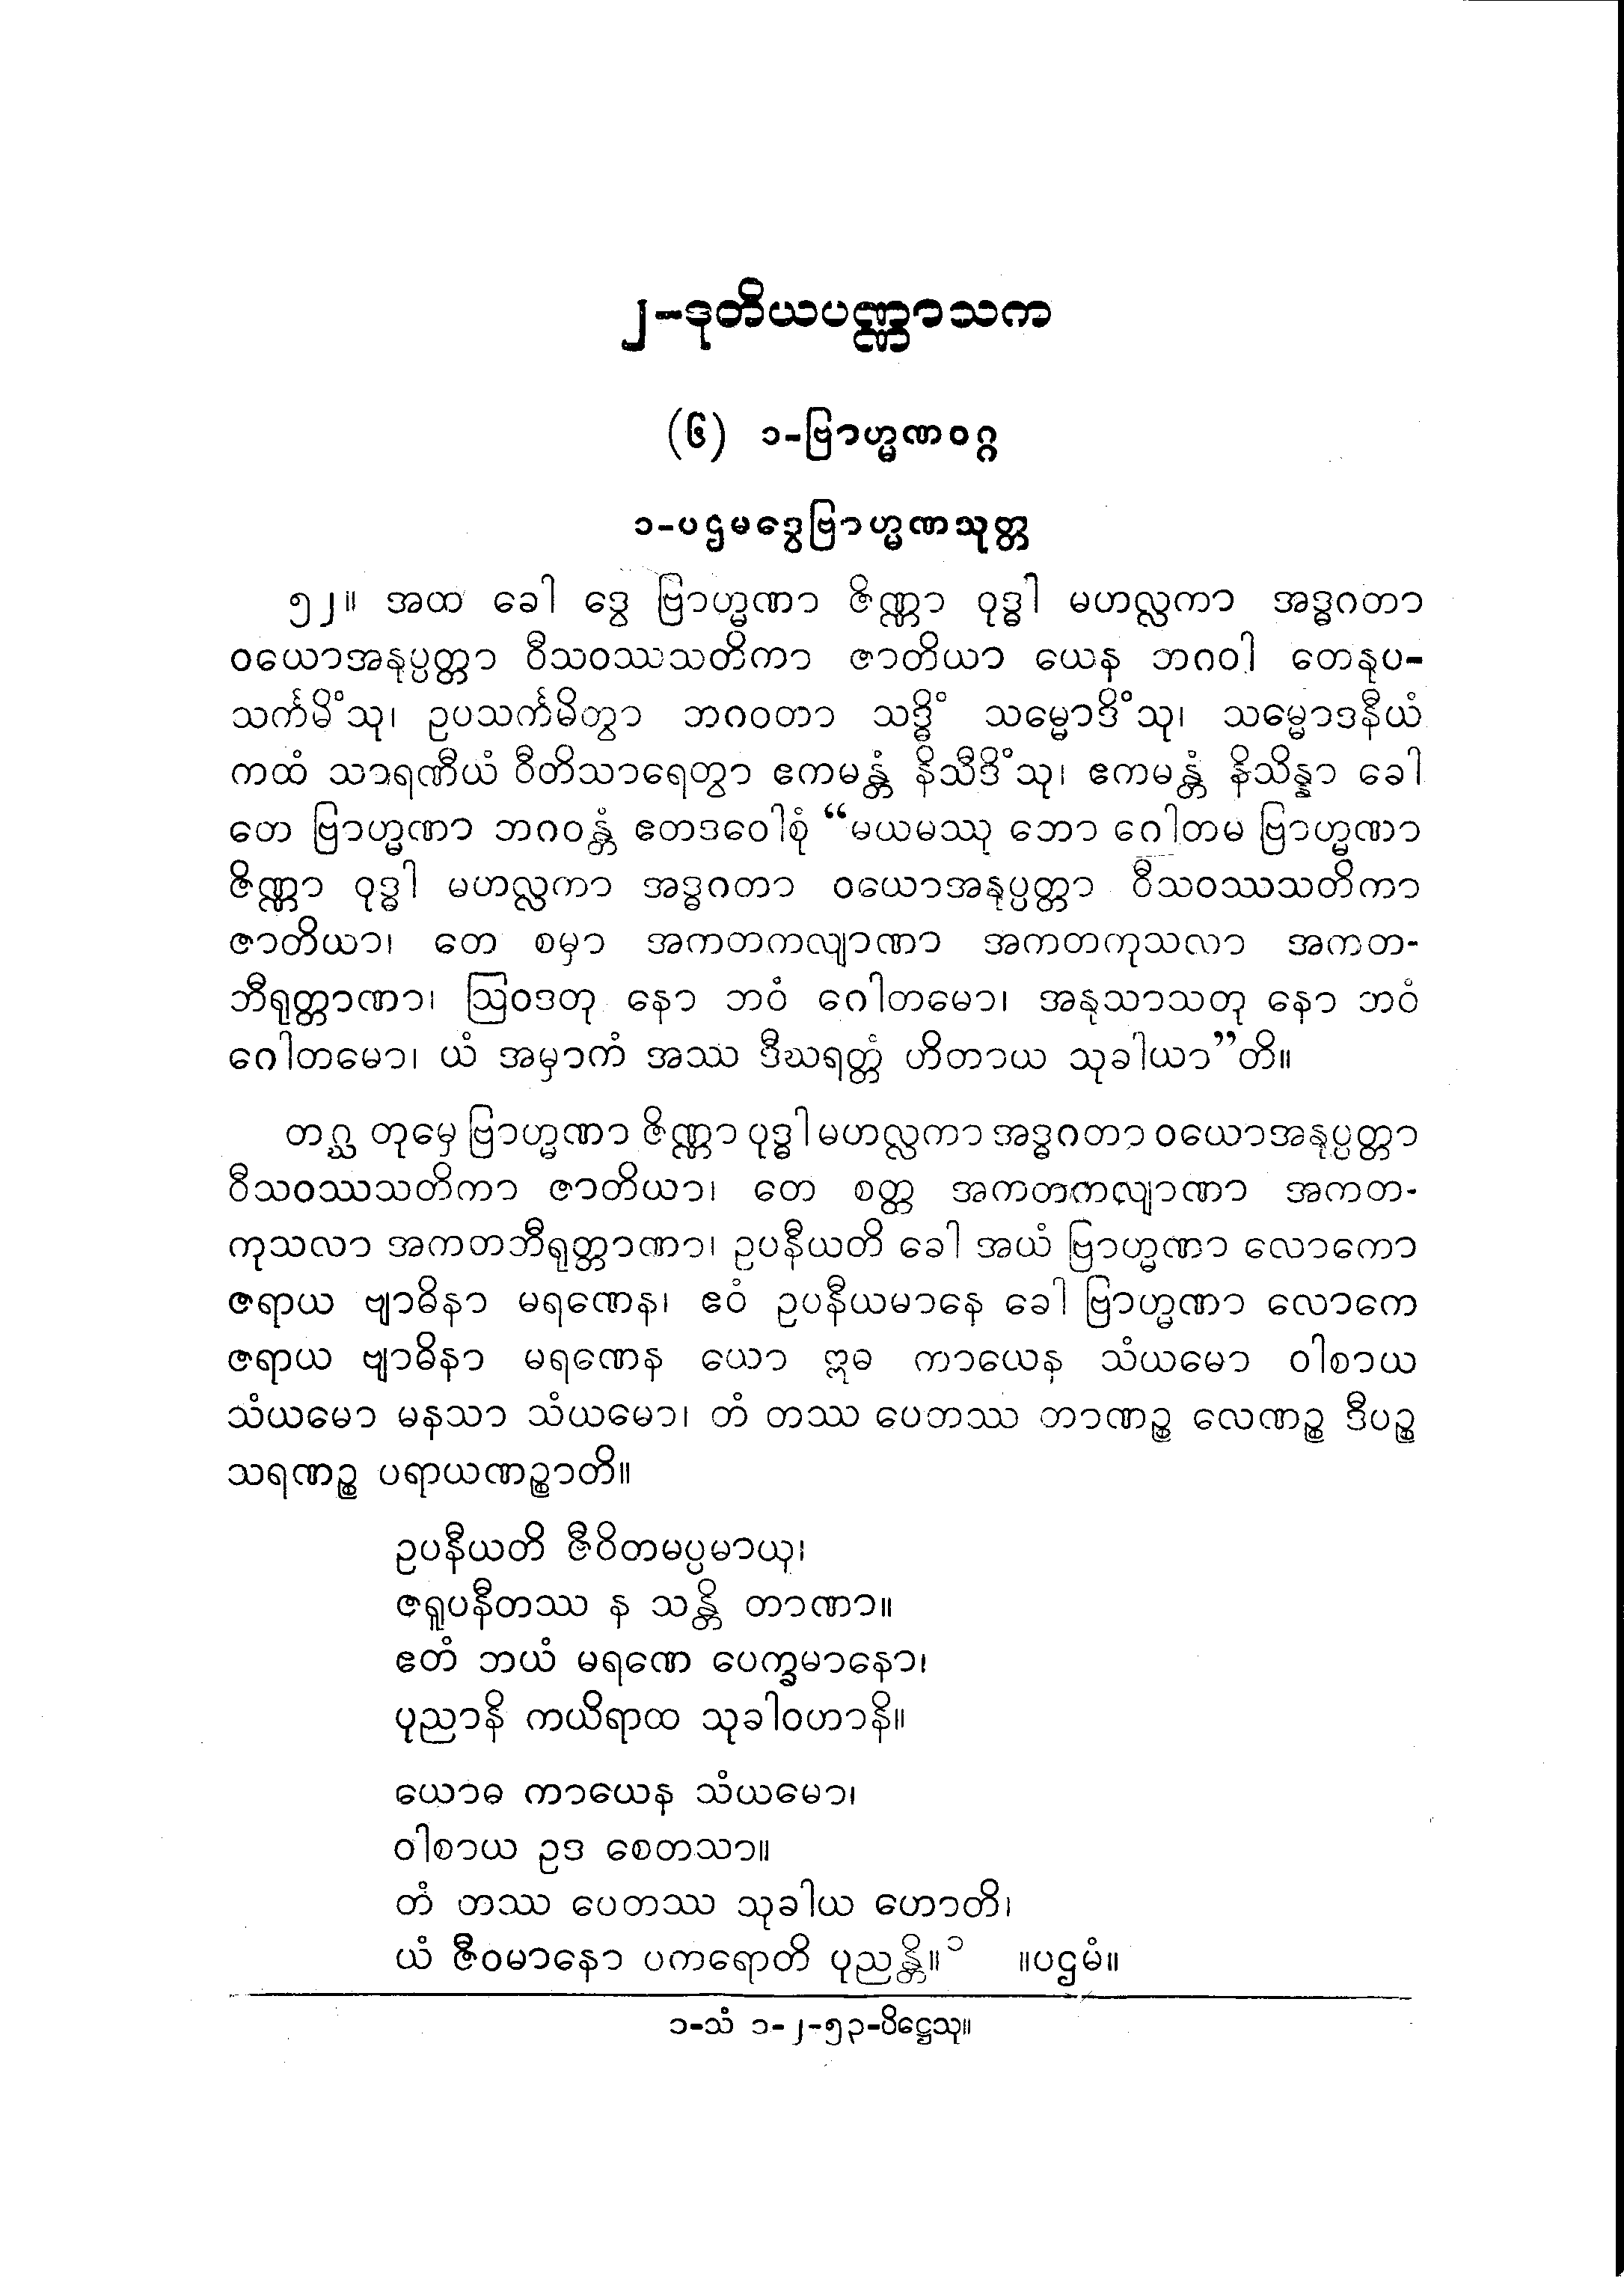 ၂-ဒုတိယပဏ္ဏာသက
(၆) ၁-ဗြာဟ္မဏဝဂ္ဂ
၁-ပဌမဒွေဗြာဟ္မဏသုတ္တ
၅၂။ အထ ခေါ ဒွေ ဗြာဟ္မဏာ ဇိဏ္ဏာ ဝုဒ္ဓါ မဟလ္လကာ အဒ္ဓဂတာ
ဝယောအနုပ္ပတ္တာ ဝီသဝဿသတိကာ ဇာတိယာ ယေန ဘဂဝါ တေနုပ-
သင်္ကမိံသု၊ ဥပသင်္ကမိတွာ ဘဂဝတာ သဒ္ဓိံ သမ္မောဒိံသု၊ သမ္မောဒနီယံ
ကထံ သာရဏီယံ ဝီတိသာရေတွာ ဧကမန္တံ နိသီဒိံသု၊ ဧကမန္တံ နိသိန္နာ ခေါ
တေ ဗြာဟ္မဏာ ဘဂဝန္တံ ဧတဒဝေါစုံ “မယမဿု ဘော ဂေါတမ ဗြာဟ္မဏာ
ဇိဏ္ဏာ ဝုဒ္ဓါ မဟလ္လကာ အဒ္ဓဂတာ ဝယောအနုပ္ပတ္တာ ဝီသဝဿသတိကာ
ဇာတိယာ၊ တေ စမှာ အကတကလျာဏာ အကတကုသလာ အကတ-
ဘီရုတ္တာဏာ၊ ဩဝဒတု နော ဘဝံ ဂေါတမော၊ အနုသာသတု နော ဘဝံ
ဂေါတမော၊ ယံ အမှာကံ အဿ ဒီဃရတ္တံ ဟိတာယ သုခါယာ”တိ။
တဂ္ဃ တုမှေ ဗြာဟ္မဏာ ဇိဏ္ဏာ ဝုဒ္ဓါ မဟလ္လကာ အဒ္ဓဂတာ ဝယောအနုပ္ပတ္တာ
ဝီသဝဿသတိကာ ဇာတိယာ၊ တေ စတ္ထ အကတကလျာဏာ အကတ-
ကုသလာ အကတဘီရုတ္တာဏာ၊ ဥပနီယတိ ခေါ အယံ ဗြာဟ္မဏာ လောကော
ဇရာယ ဗျာဓိနာ မရဏေန၊ ဧဝံ ဥပနီယမာနေ ခေါ ဗြာဟ္မဏာ လောကေ
ဇရာယ ဗျာဓိနာ မရဏေန ယော ဣဓ ကာယေန သံယမော ဝါစာယ
သံယမော မနသာ သံယမော၊ တံ တဿ ပေတဿ တာဏဉ္စ လေဏဉ္စ ဒီပဉ္စ
သရဏဉ္စ ပရာယဏဉ္စာတိ။
ဥပနီယတိ ဇီဝိတမပ္ပမာယု၊
ဇရူပနီတဿ န သန္တိ တာဏာ။
ဧတံ ဘယံ မရဏေ ပေက္ခမာနော၊
ပုညာနိ ကယိရာထ သုခါဝဟာနိ။
ယောဓ ကာယေန သံယမော၊
ဝါစာယ ဥဒ စေတသာ။
တံ တဿ ပေတဿ သုခါယ ဟောတိ၊
ယံ ဇီဝမာနော ပကရောတိ ပုညန္တိ။ ၁ ။ပဌမံ။
၁-သံ ၁-၂-၅၃-ပိဋ္ဌေသု။